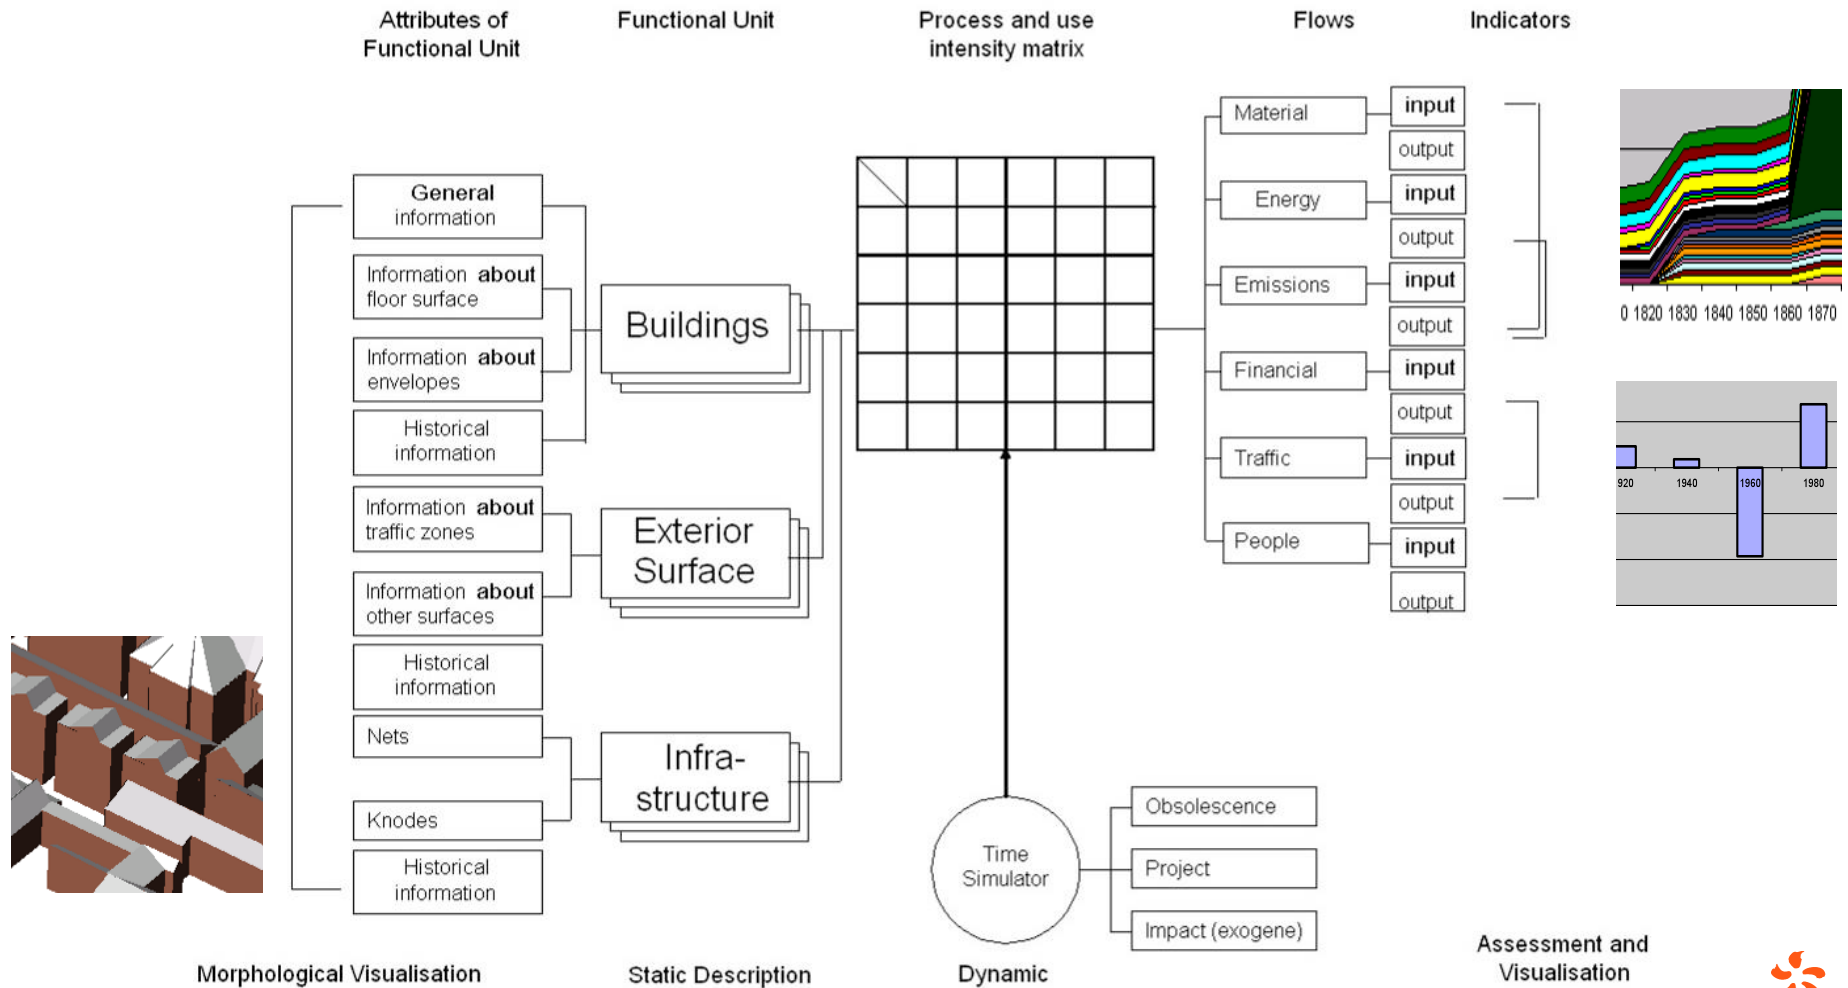 Attributes of
Functional Unit
Functional Unit
Process and use
intensity matrix
Flows
Indicators
General
information
Information about
floor surface
Information about
envelopes
Historical
information
Information about
traffic zones
Information about
other surfaces
Historical
information
Nets
Knodes
Historical
information
Buildings
Exterior
Surface
Infra-
structure
Time
Simulator
Obsolescence
Project
Impact (exogene)
Material
Energy
Emissions
Financial
Traffic
People
input
output
input
output
input
output
input
output
input
output
input
output
0 1820 1830 1840 1850 1860 1870
920 1940 1960 1980
Morphological Visualisation
Static Description
Dynamic
Assessment and
Visualisation